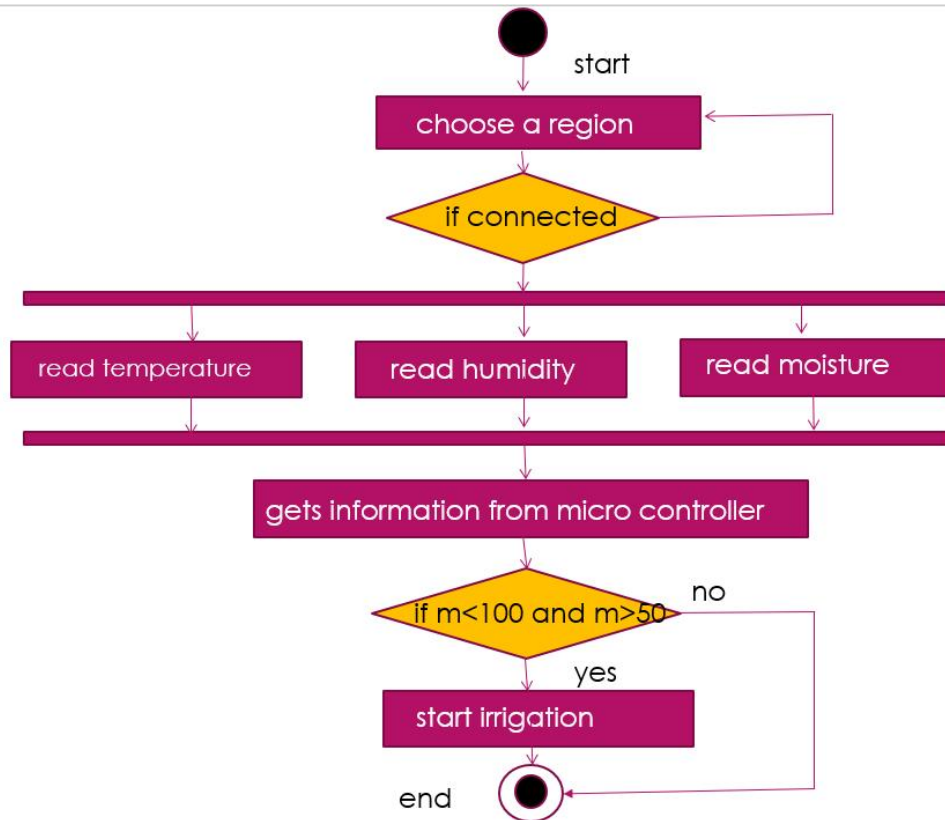 start
choose a region
if connected
read temperature
read humidity
read moisture
gets information from micro controller
if m<100 and m>50
no
yes
start irrigation
end